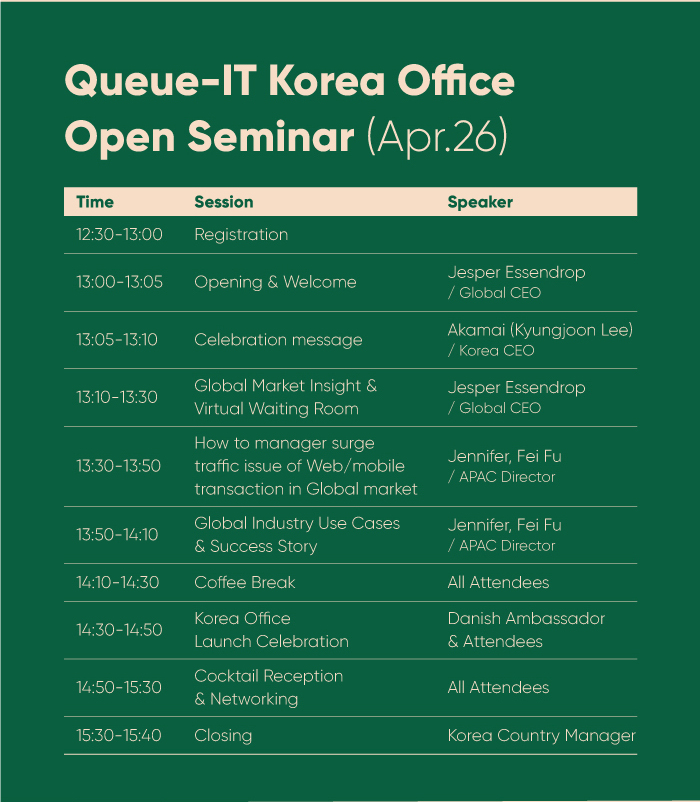 Queue-IT Korea Office
Open Seminar (Apr.26)
Time Session Speaker
12:30-13:00 Registration
13:00-13:05 Opening & Welcome Jesper Essendrop
/ Global CEO
13:05-13:10 Celebration message Akamai (Kyungjoon Lee)
/ Korea CEO
13:10-13:30 Global Market Insight &
Virtual Waiting Room Jesper Essendrop
/ Global CEO
13:30-13:50 How to manager surge
traffic issue of Web/mobile
transaction in Global market Jennifer, Fei Fu
/ APAC Director
13:50-14:10 Global Industry Use Cases
& Success Story Jennifer, Fei Fu
/ APAC Director
14:10-14:30 Coffee Break All Attendees
14:30-14:50 Korea Office
Launch Celebration Danish Ambassador
& Attendees
14:50-15:30 Cocktail Reception
& Networking All Attendees
15:30-15:40 Closing Korea Country Manager